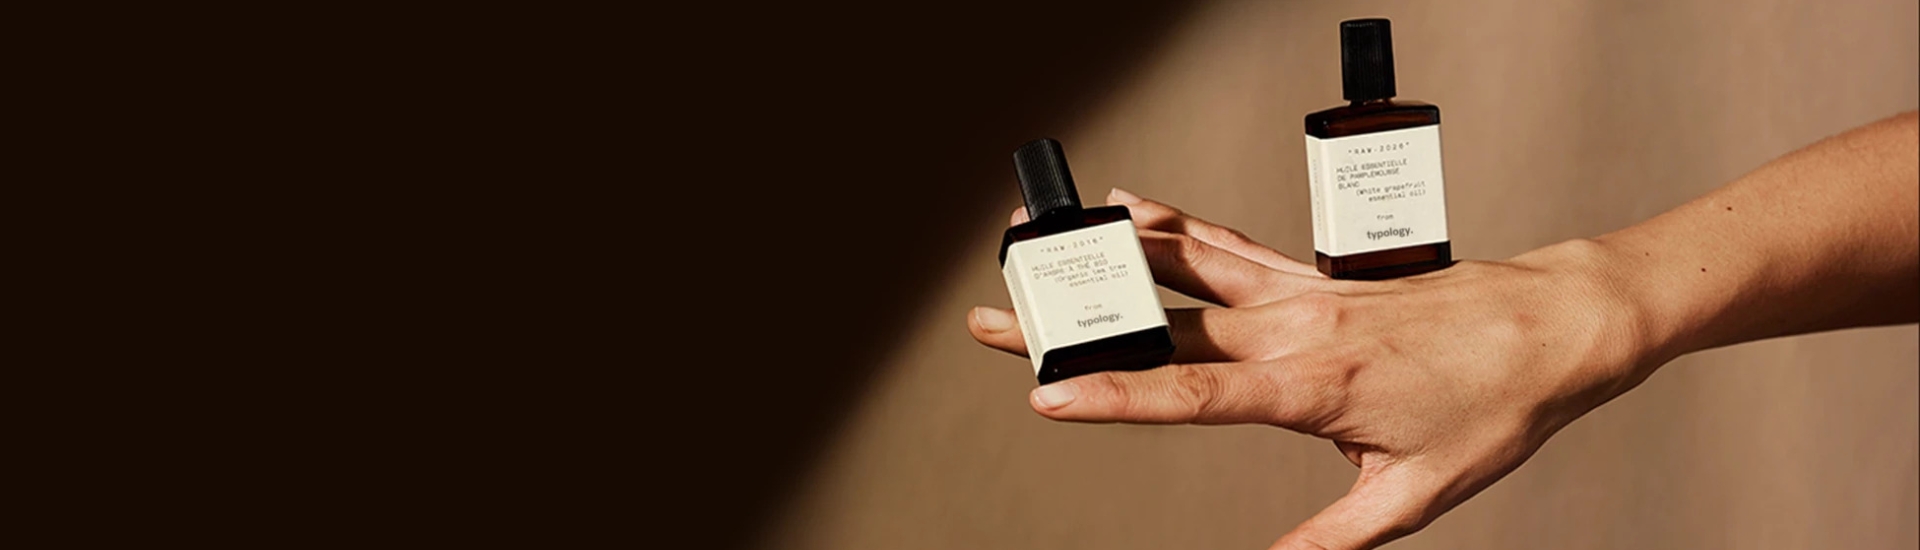 "RAW·2016"
HUILE ESSENTIELLE
D'ARBRE À THÉ BIO
(Organic tea tree
essential oil)
from
typology.
"RAW·2026"
HUILE ESSENTIELLE
DE PAMPLEMOUSSE
BLANC
(White grapefruit
essential oil)
from
typology.